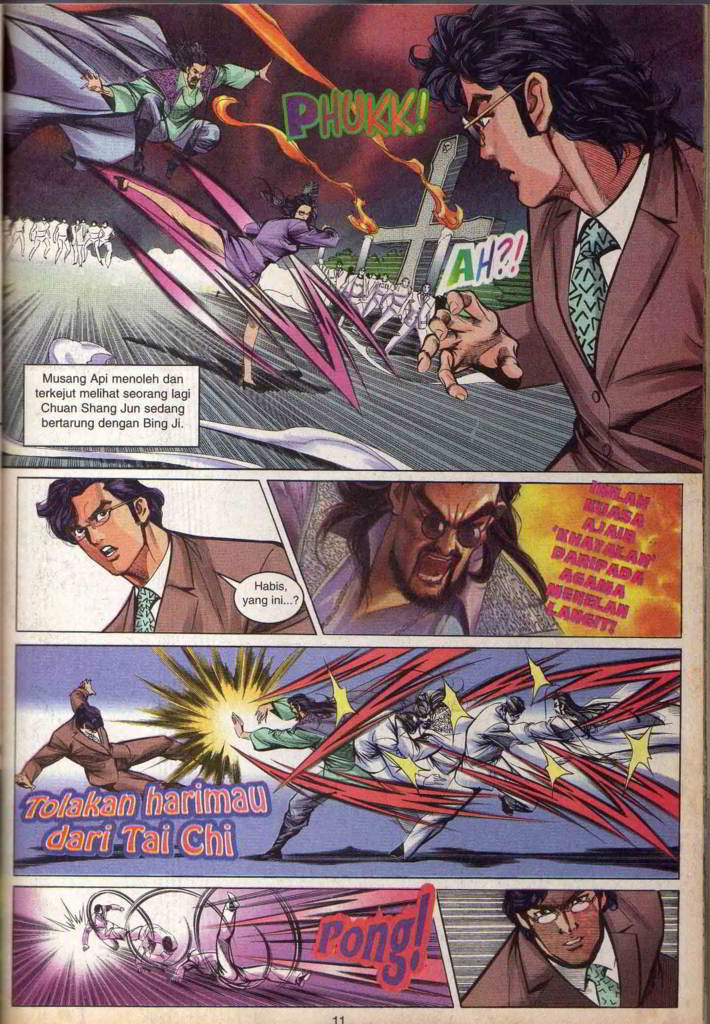 PHUKK!
AH?!
Musang Api menoleh dan
terkejut melihat seorang lagi
Chuan Shang Jun sedang
bertarung dengan Bing Ji.
Habis,
yang ini...?
INILAH
KUASA
AJAIB
'KHAYALAN'
DARIPADA
AGAMA
MENELAN
LANGIT!
Tolakan harimau
dari Tai Chi
Pong!
11